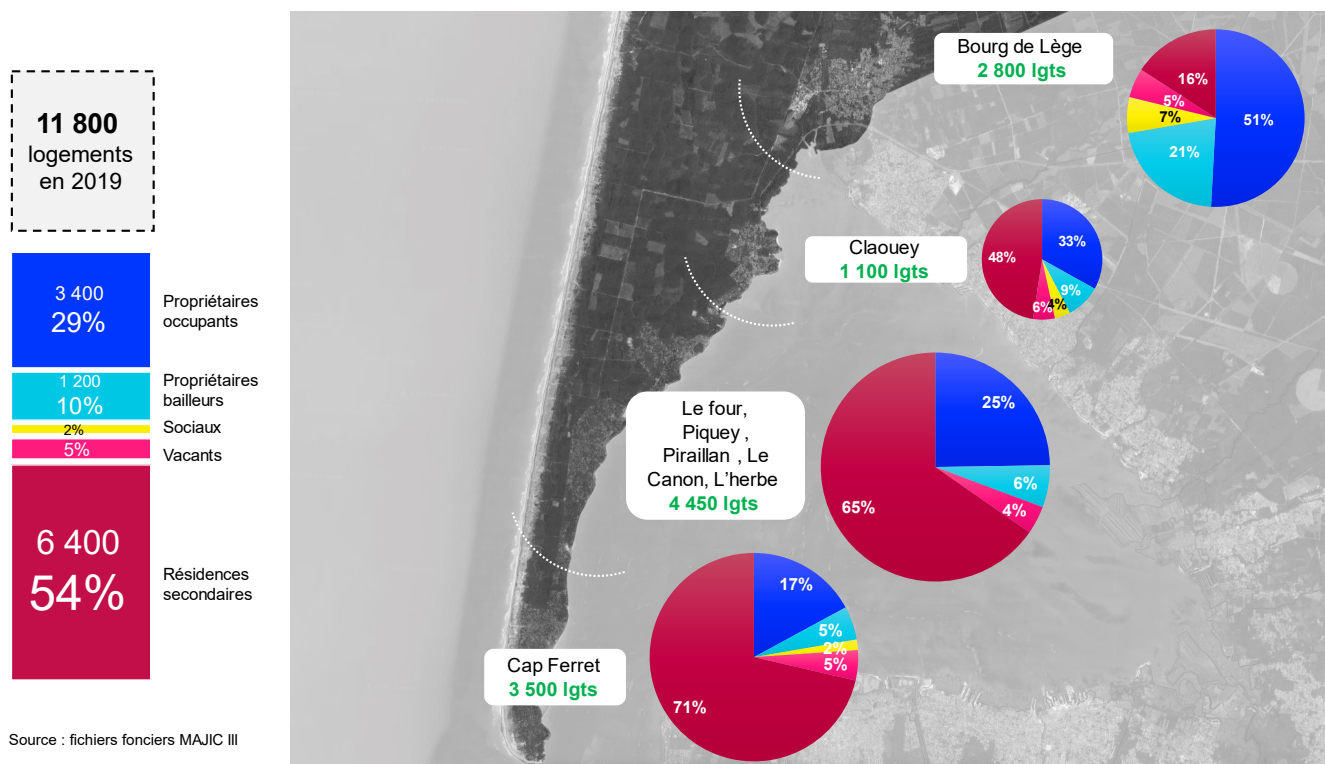 11 800
logements
en 2019
3 400
29%
Propriétaires
occupants
1 200
10%
Propriétaires
bailleurs
2%
Sociaux
5%
Vacants
6 400
54%
Résidences
secondaires
Source : fichiers fonciers MAJIC III
Bourg de Lège
2 800 lgts
51%
21%
7%
5%
16%
Claouey
1 100 lgts
33%
9%
4%
6%
48%
Le four,
Piquey ,
Piraillan , Le
Canon, L'herbe
4 450 lgts
25%
6%
4%
65%
Cap Ferret
3 500 lgts
17%
5%
2%
5%
71%